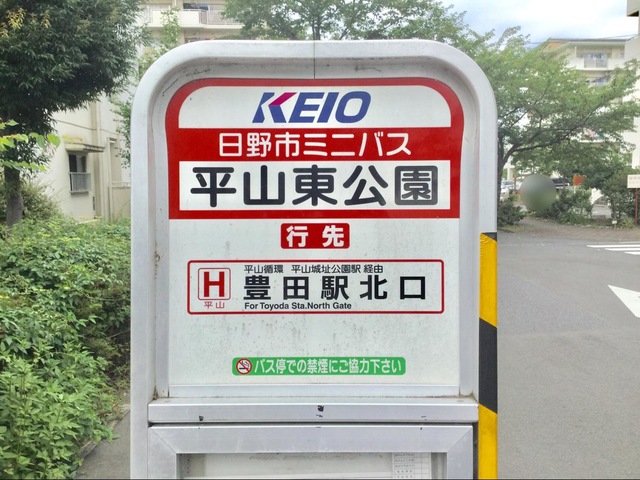 KEIO
日野市ミニバス
平山東公園
行先
平山循環 平山城址公園駅 経由
H 豊田駅北口
平山 For Toyoda Sta.North Gate
バス停での禁煙にご協力下さい